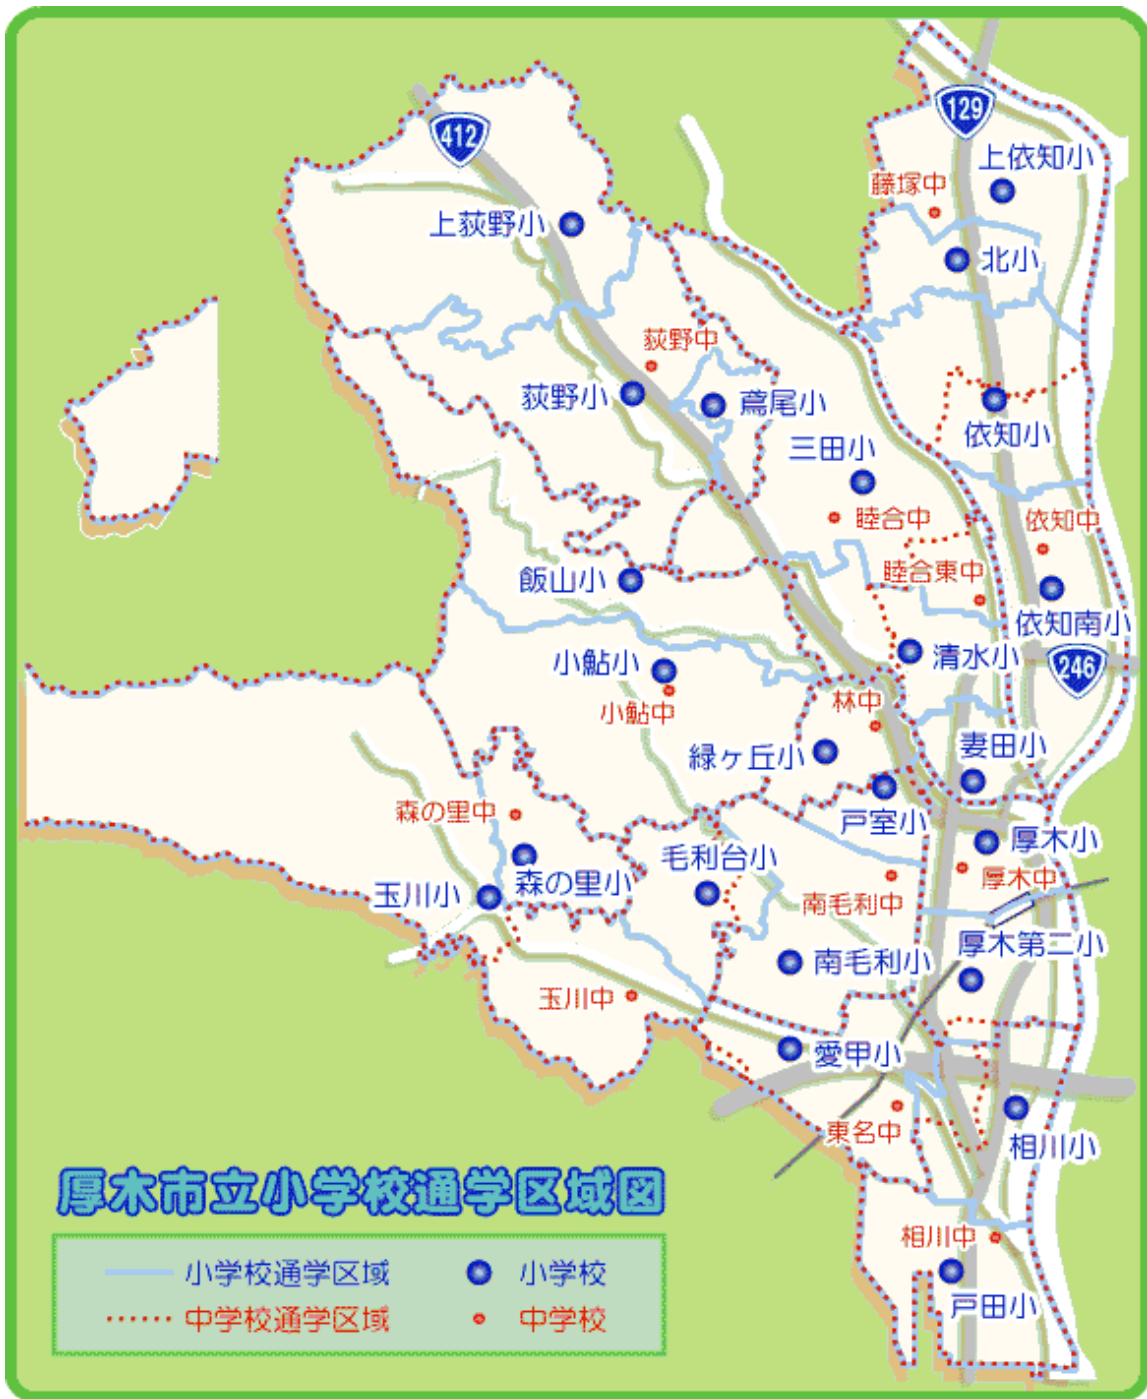 129
412
上依知小
藤塚中
上荻野小
北小
荻野中
荻野小
鳶尾小
依知小
三田小
睦合中
依知中
睦合東中
飯山小
依知南小
清水小
小鮎小
246
小鮎中
林中
緑ヶ丘小
妻田小
森の里中
戸室小
厚木小
毛利台小
厚木中
玉川小
森の里小
南毛利中
厚木第二小
南毛利小
玉川中
愛甲小
東名中
相川小
厚木市立小学校通学区域図
相川中
小学校通学区域
小学校
戸田小
中学校通学区域
中学校